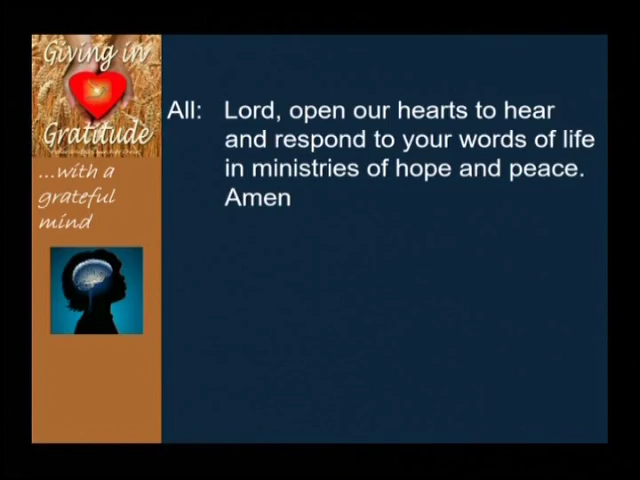 Giving in
Gratitude
...with a
grateful
mind
All: Lord, open our hearts to hear
and respond to your words of life
in ministries of hope and peace.
Amen